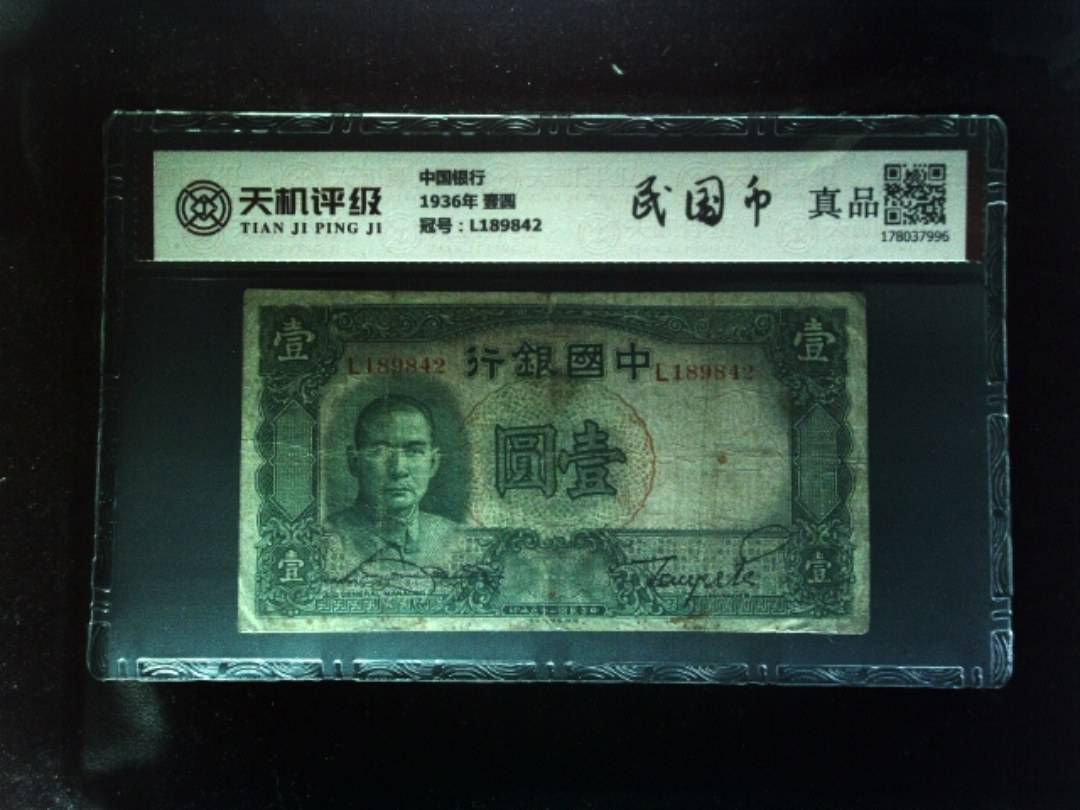 天机评级
TIAN JI PING JI
中国银行
1936年 壹圆
冠号：L189842
民国币
真品
178037996
壹
壹
L189842
行銀國中
L189842
圓壹
壹
壹
GENERAL MANAGER